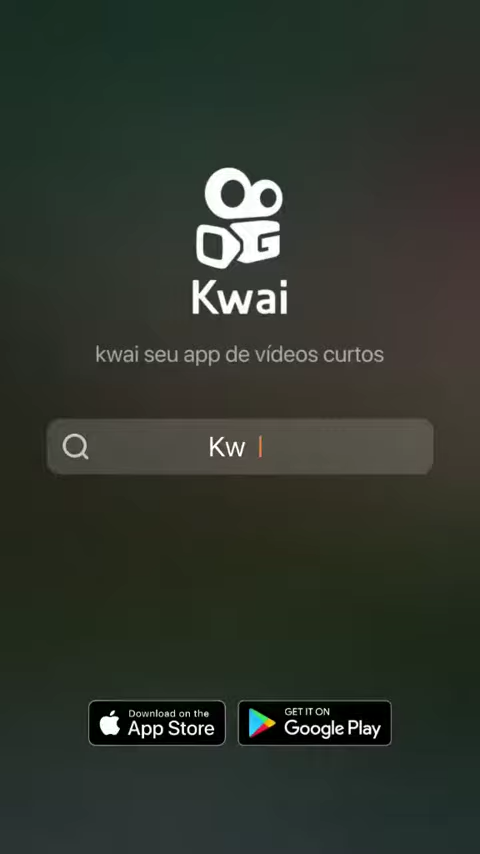 Kwai
kwai seu app de vídeos curtos
Kw
Download on the
App Store
GET IT ON
Google Play